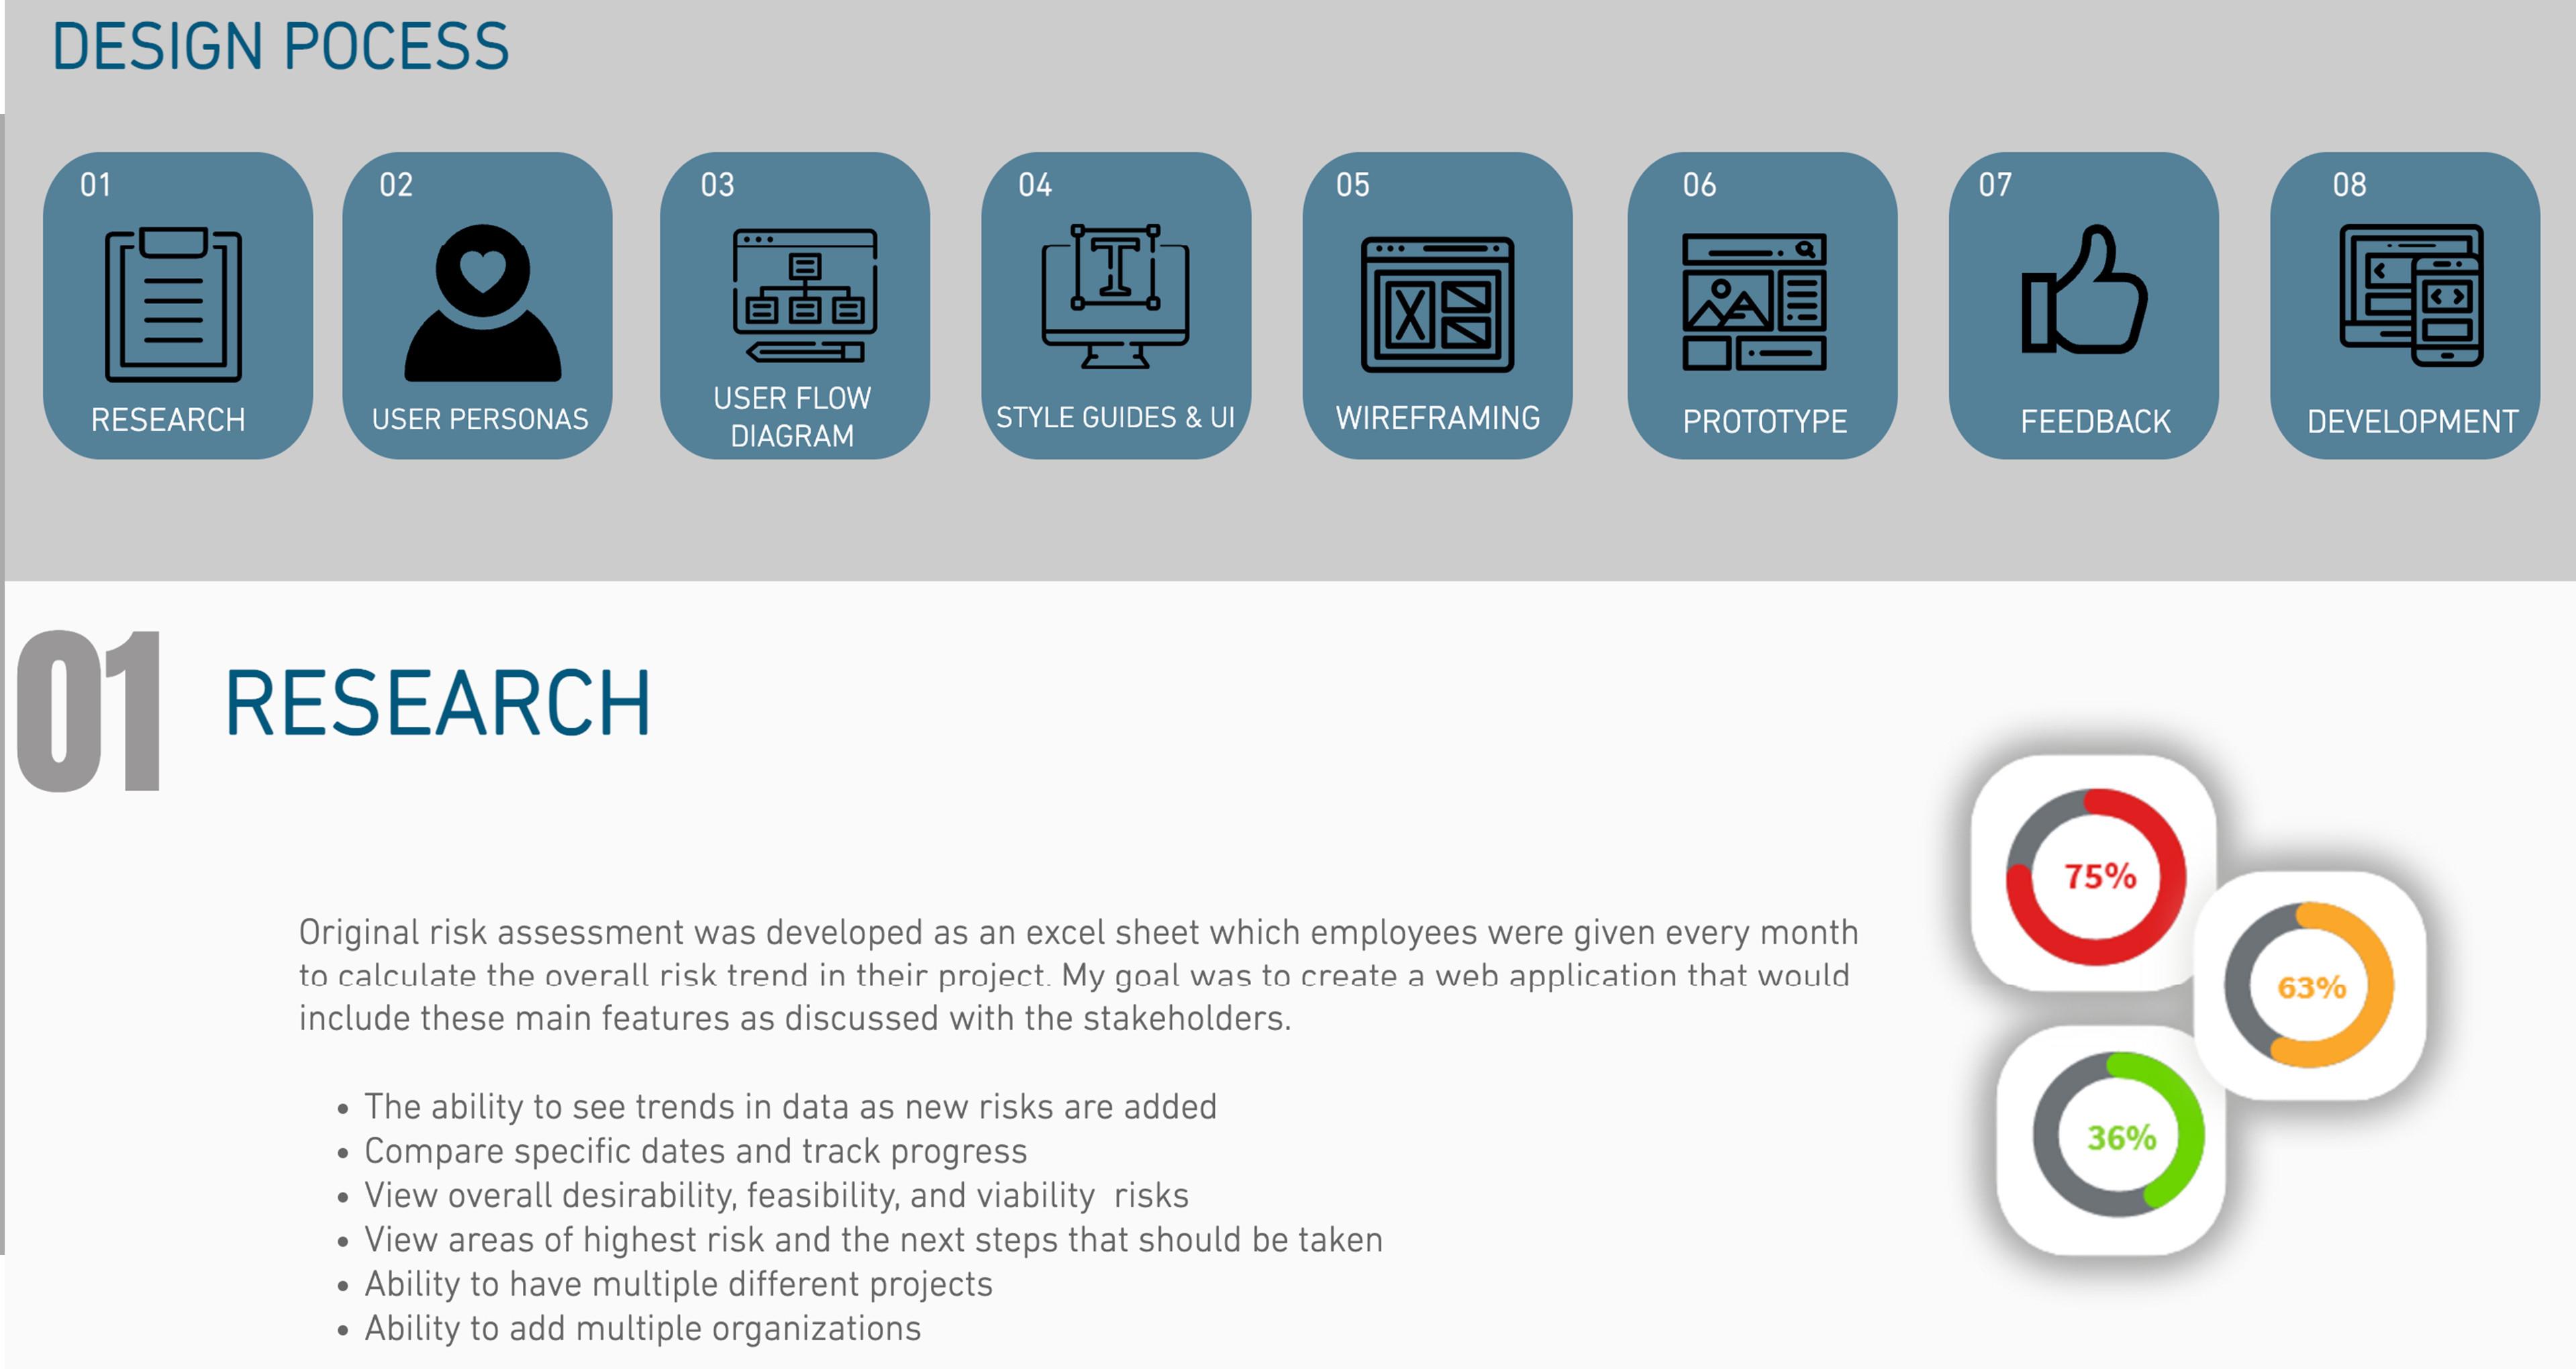 DESIGN POCESS
01
RESEARCH
02
USER PERSONAS
03
USER FLOW
DIAGRAM
04
T
STYLE GUIDES & UI
05
WIREFRAMING
06
PROTOTYPE
07
FEEDBACK
08
DEVELOPMENT
01
RESEARCH
Original risk assessment was developed as an excel sheet which employees were given every month
to calculate the overall risk trend in their project. My goal was to create a web application that would
include these main features as discussed with the stakeholders.
• The ability to see trends in data as new risks are added
• Compare specific dates and track progress
• View overall desirability, feasibility, and viability  risks
• View areas of highest risk and the next steps that should be taken
• Ability to have multiple different projects
• Ability to add multiple organizations
75%
63%
36%